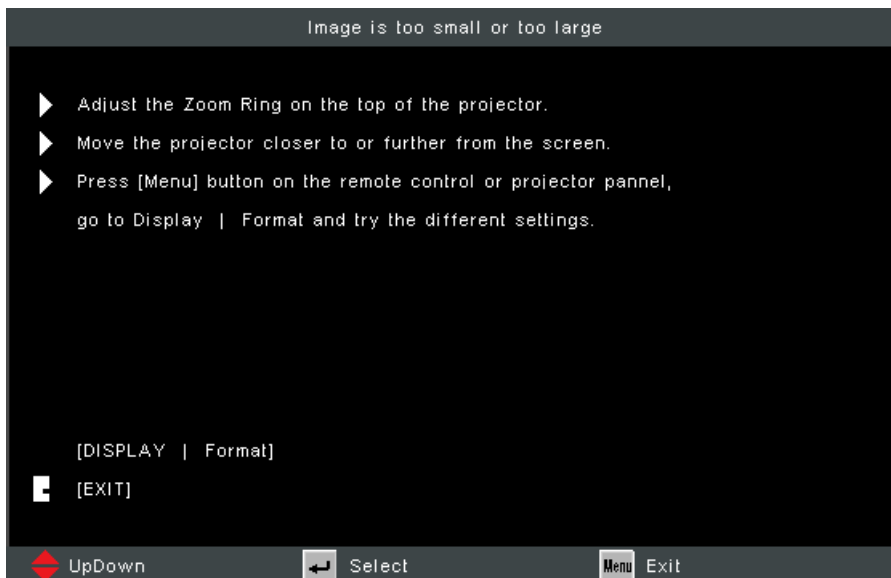 Image is too small or too large
Adjust the Zoom Ring on the top of the projector.
Move the projector closer to or further from the screen.
Press [Menu] button on the remote control or projector pannel,
go to Display | Format and try the different settings.
[DISPLAY | Format]
[EXIT]
UpDown Select Menu Exit